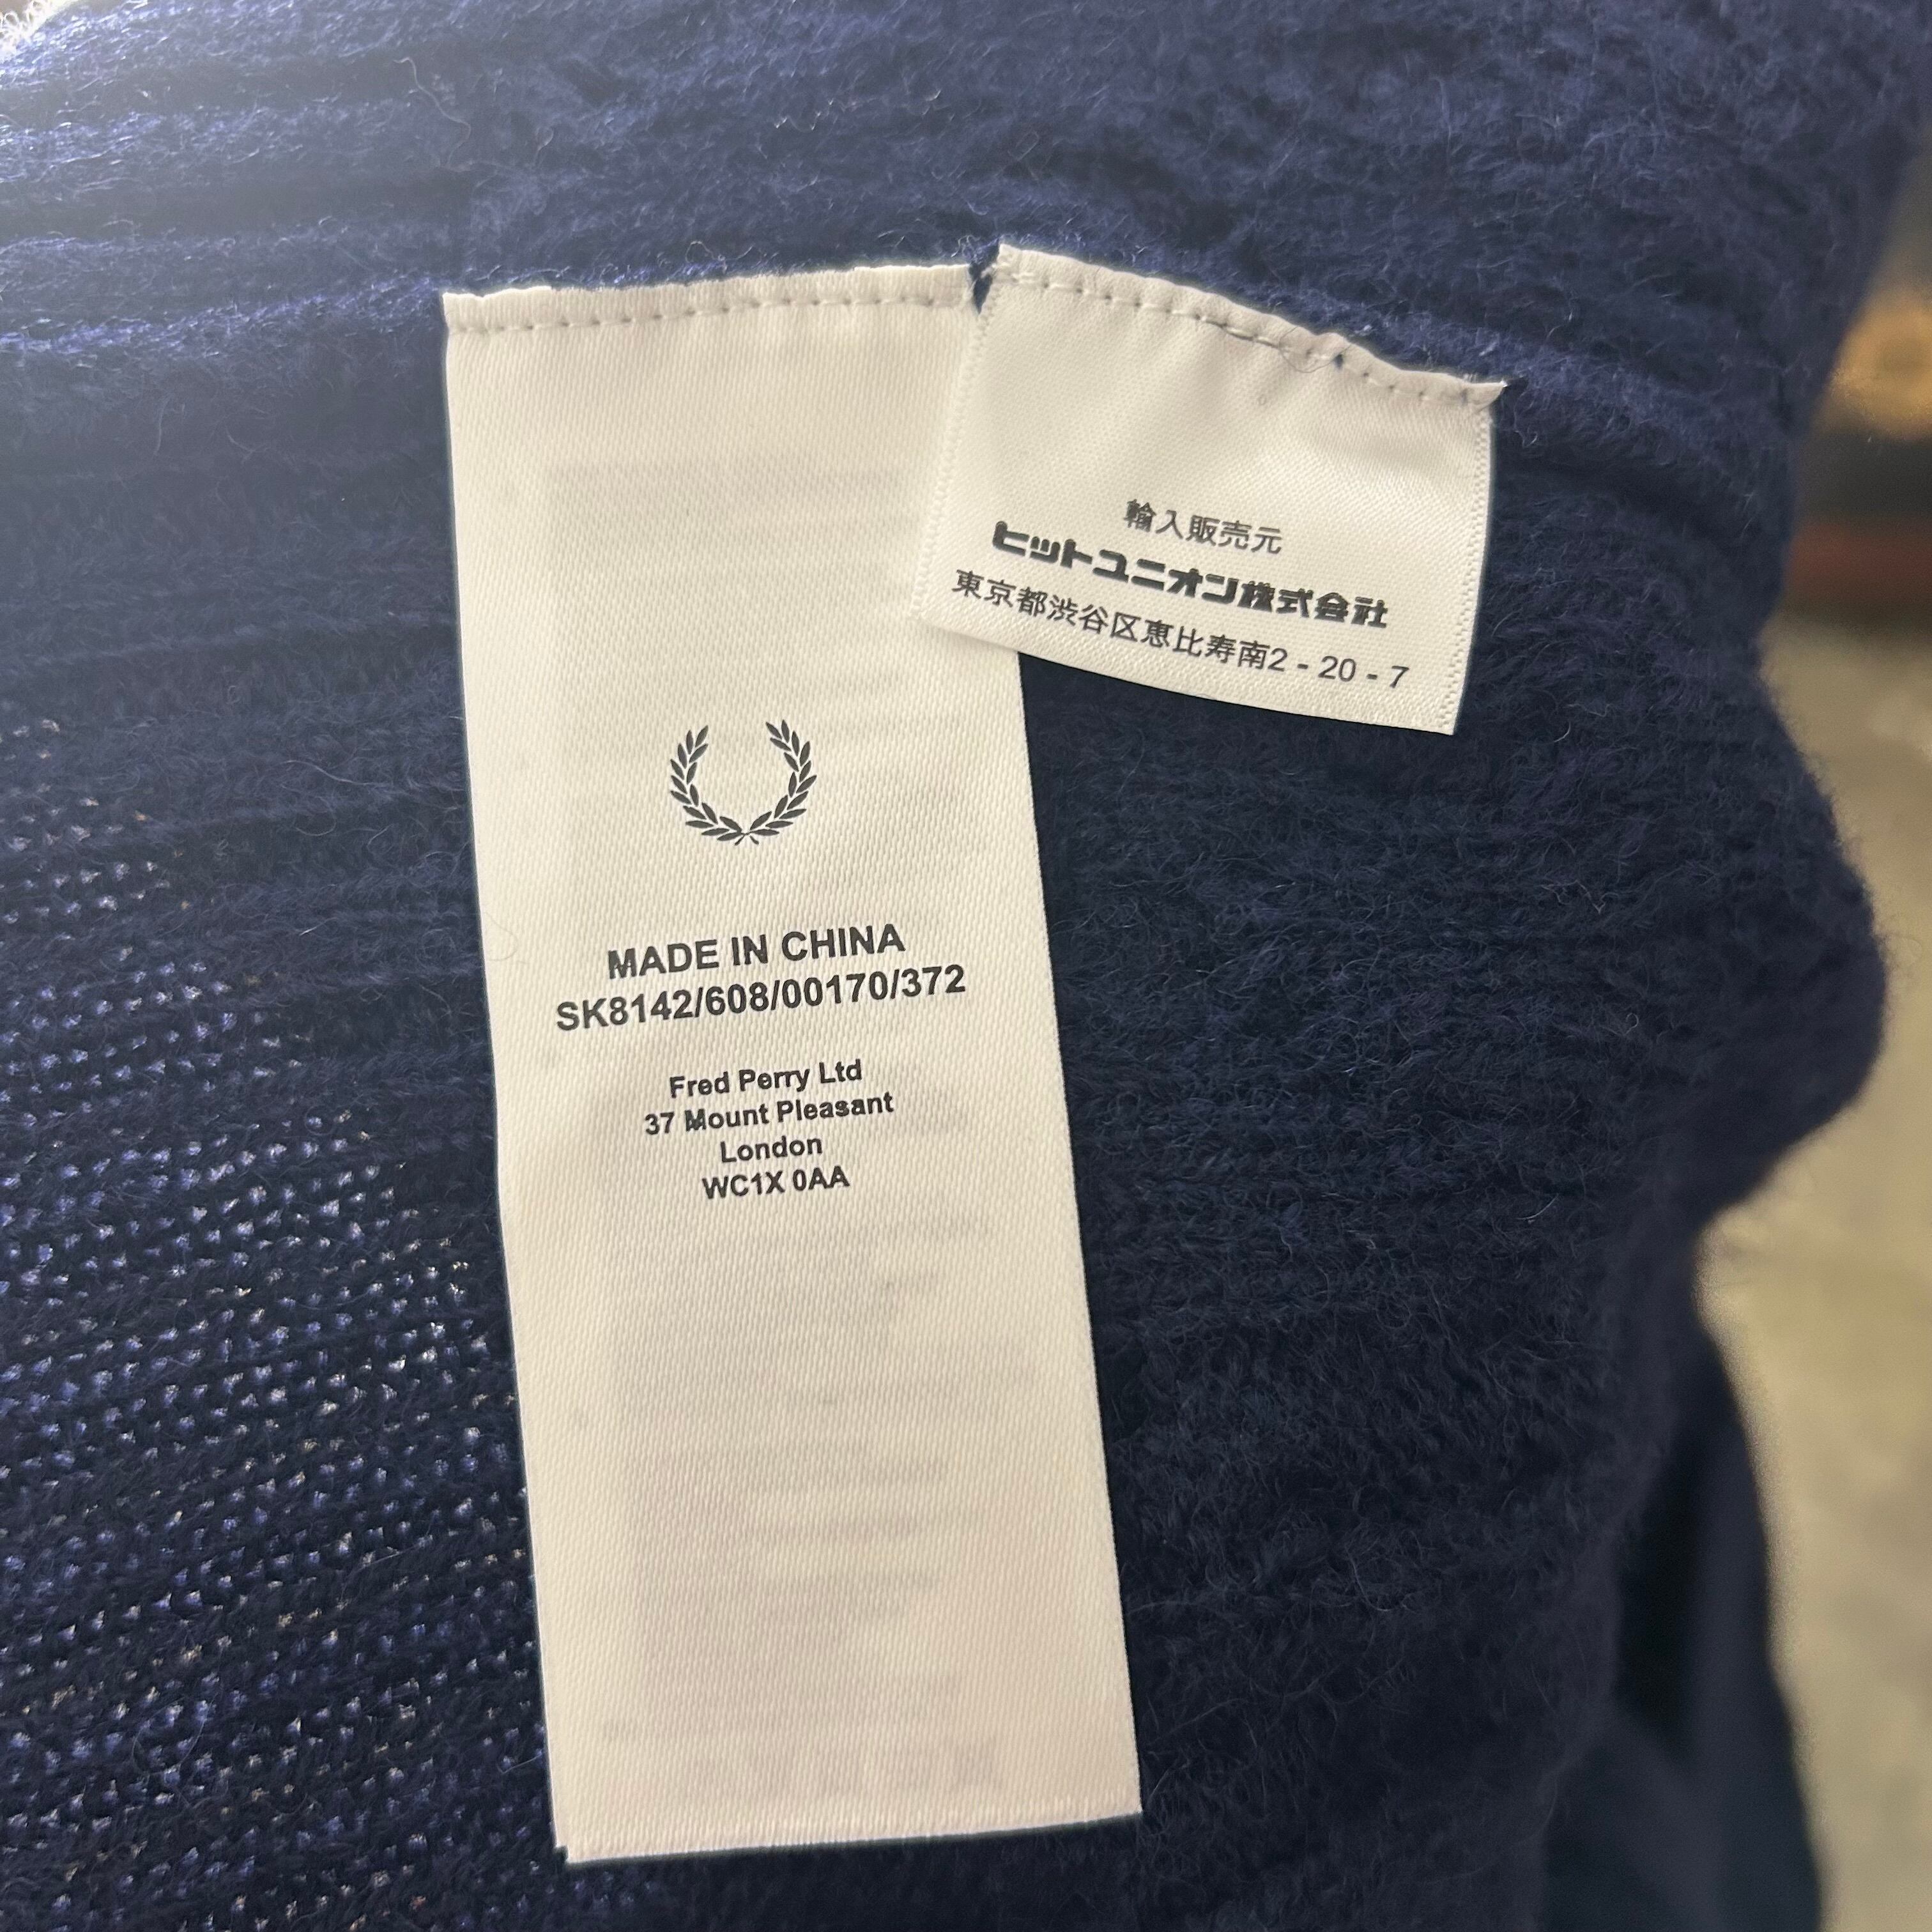 輸入販売元
ヒットユニオン株式会社
東京都渋谷区恵比寿南2 - 20 - 7
MADE IN CHINA
SK8142/608/00170/372
Fred Perry Ltd
37 Mount Pleasant
London
WC1X 0AA